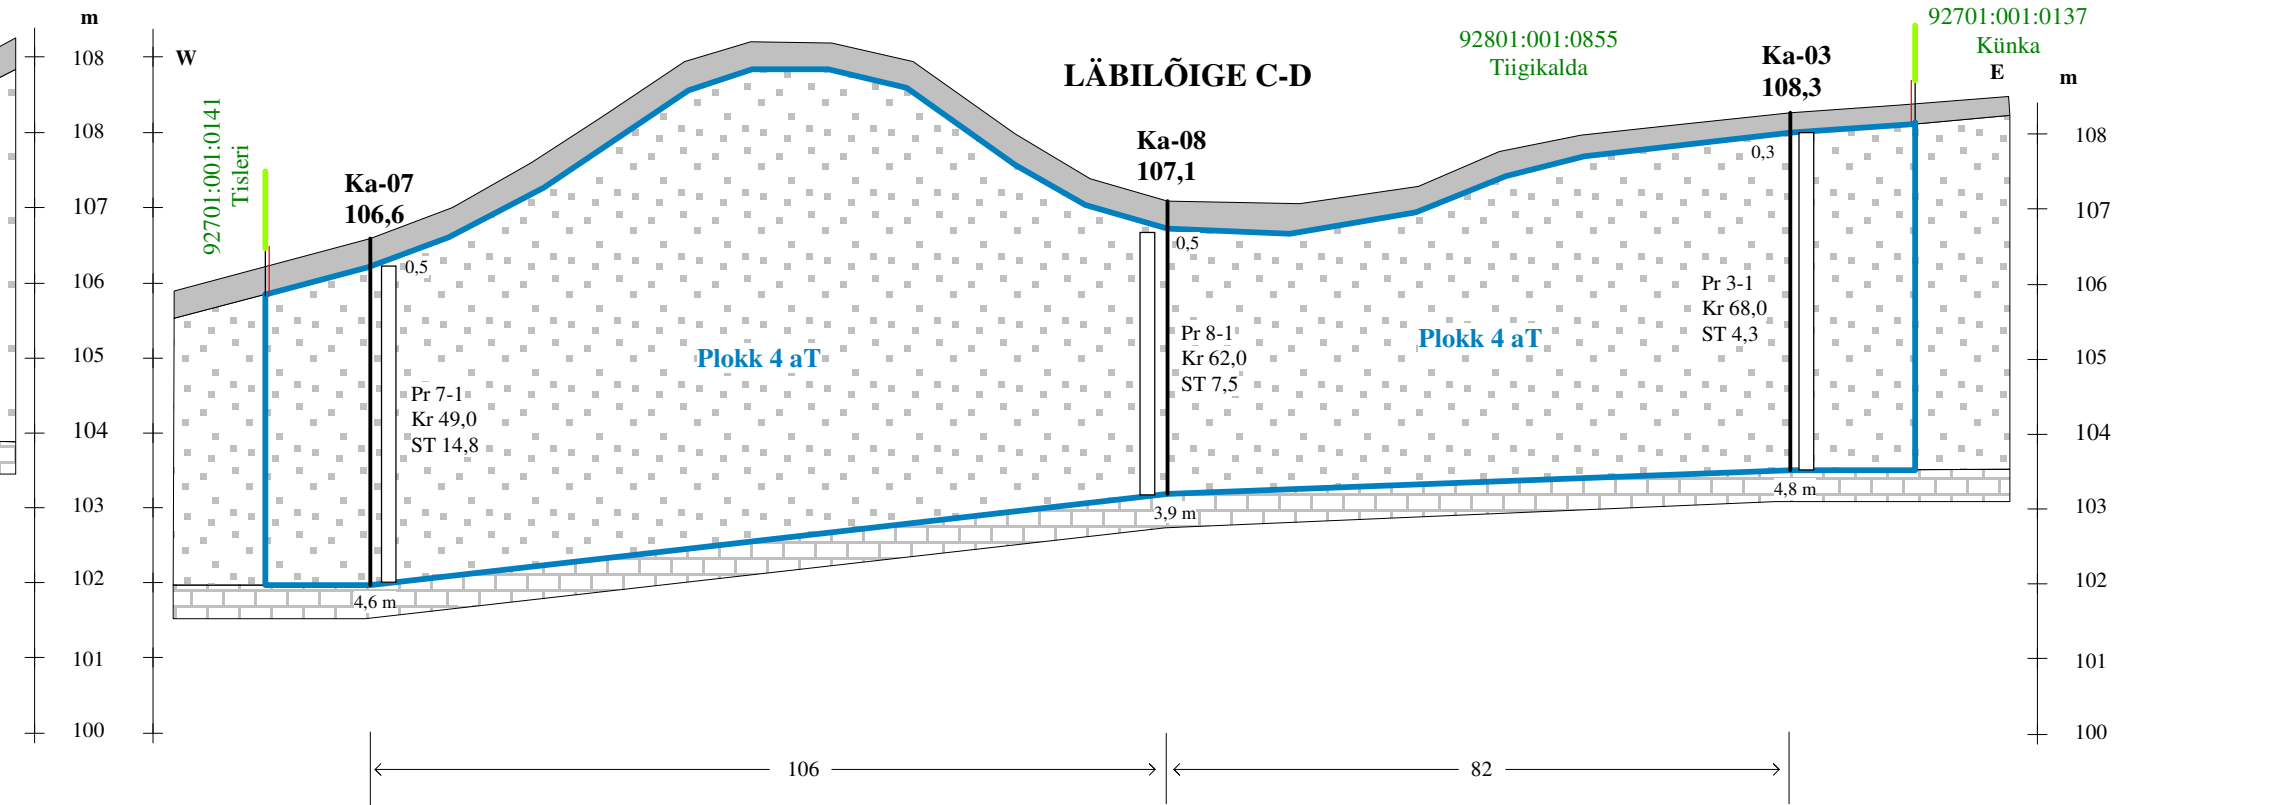 m
108
108
107
106
105
104
103
102
101
100
W
92701:001:0141
Tisleri
Ka-07
106,6
0,5
Pr 7-1
Kr 49,0
ST 14,8
4,6 m
Plokk 4 aT
LÄBILÕIGE C-D
Ka-08
107,1
0,5
Pr 8-1
Kr 62,0
ST 7,5
3,9 m
92801:001:0855
Tiigikalda
Plokk 4 aT
Ka-03
108,3
0,3
Pr 3-1
Kr 68,0
ST 4,3
4,8 m
92701:001:0137
Künka
E
m
108
107
106
105
104
103
102
101
100
106
82